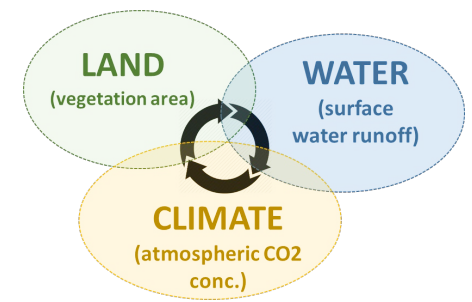 LAND
(vegetation area)
WATER
(surface
water runoff)
CLIMATE
(atmospheric CO2
conc.)